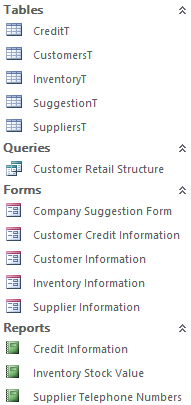 Tables
CreditT
CustomersT
InventoryT
SuggestionT
SuppliersT
Queries
Customer Retail Structure
Forms
Company Suggestion Form
Customer Credit Information
Customer Information
Inventory Information
Supplier Information
Reports
Credit Information
Inventory Stock Value
Supplier Telephone Numbers